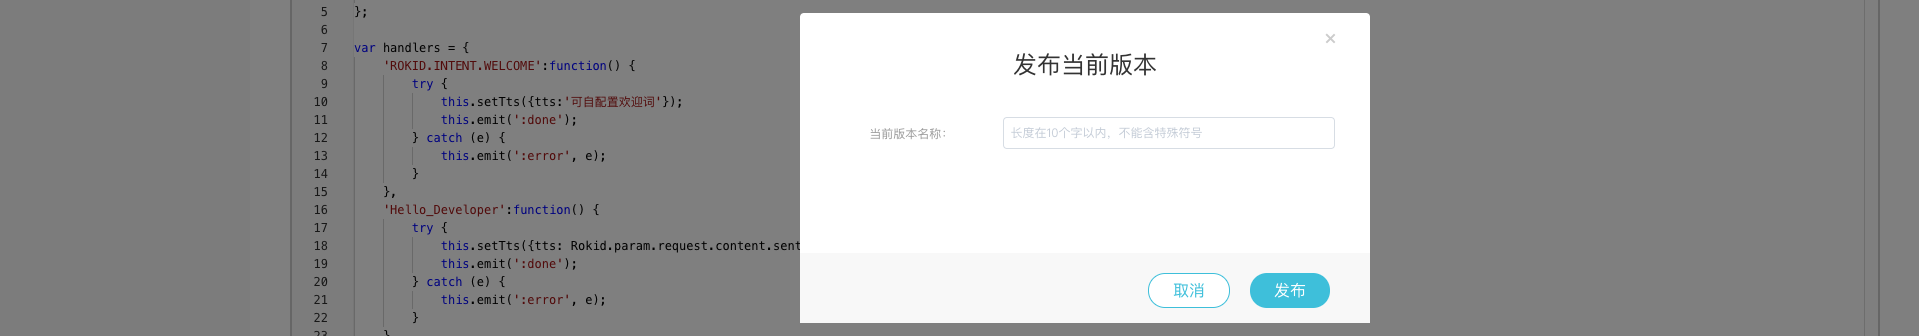 5 };
6
7 var handlers = {
8 'ROKID.INTENT.WELCOME':function() {
9 try {
10 this.setTts({tts:'可自配置欢迎词'});
11 this.emit(':done');
12 } catch (e) {
13 this.emit(':error', e);
14 }
15 },
16 'Hello_Developer':function() {
17 try {
18 this.setTts({tts: Rokid.param.request.content.sent
19 this.emit(':done');
20 } catch (e) {
21 this.emit(':error', e);
22 }
23 }
×
发布当前版本
当前版本名称：
长度在10个字以内，不能含特殊符号
取消
发布